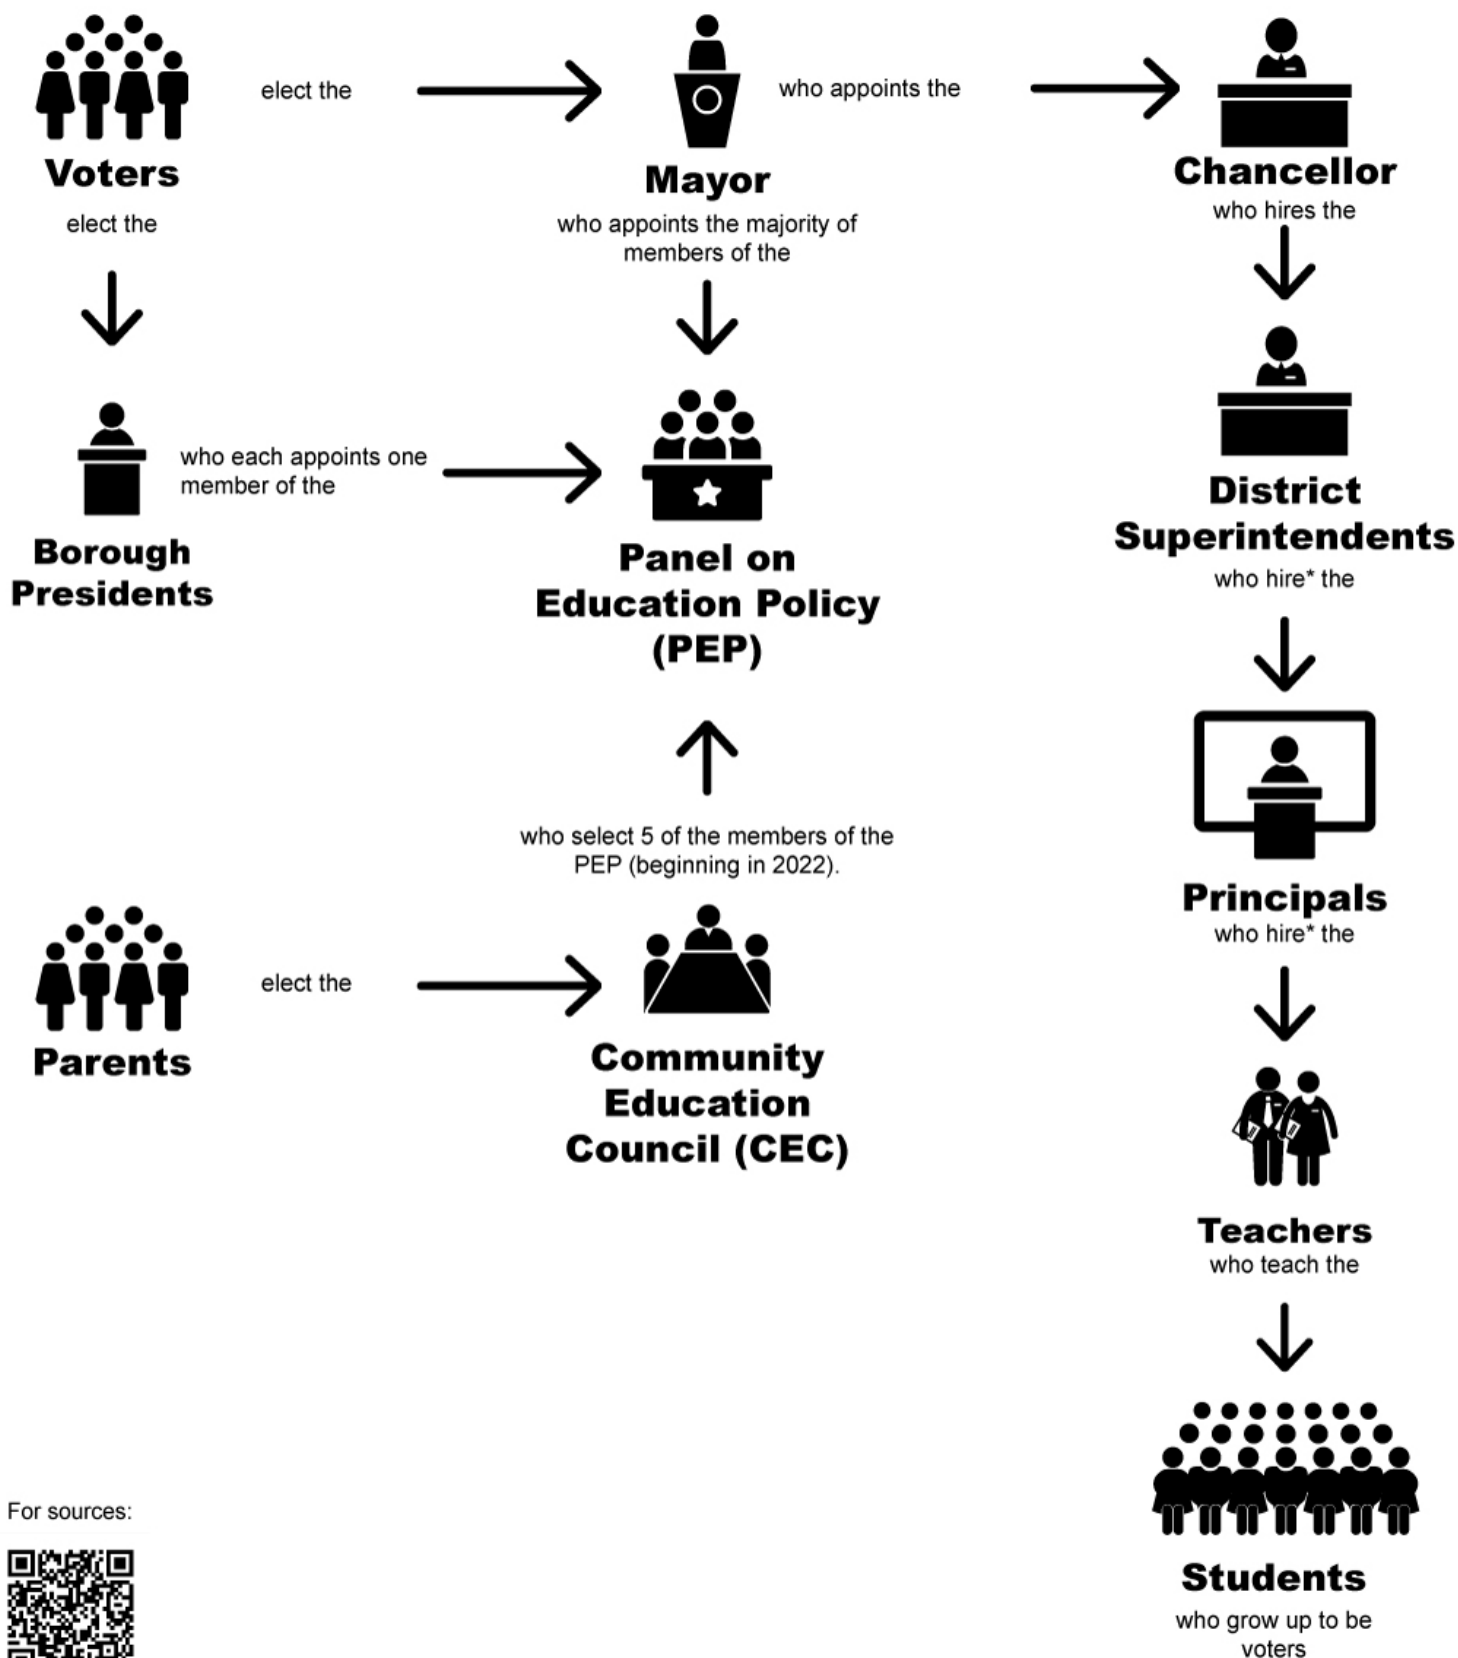 elect the
who appoints the
Voters
Mayor
Chancellor
elect the
who appoints the majority of
members of the
who hires the
who each appoints one
member of the
Borough
Presidents
Panel on
Education Policy
(PEP)
District
Superintendents
who hire* the
who select 5 of the members of the
PEP (beginning in 2022).
Principals
who hire* the
Parents
elect the
Community
Education
Council (CEC)
Teachers
who teach the
Students
who grow up to be
voters
For sources: